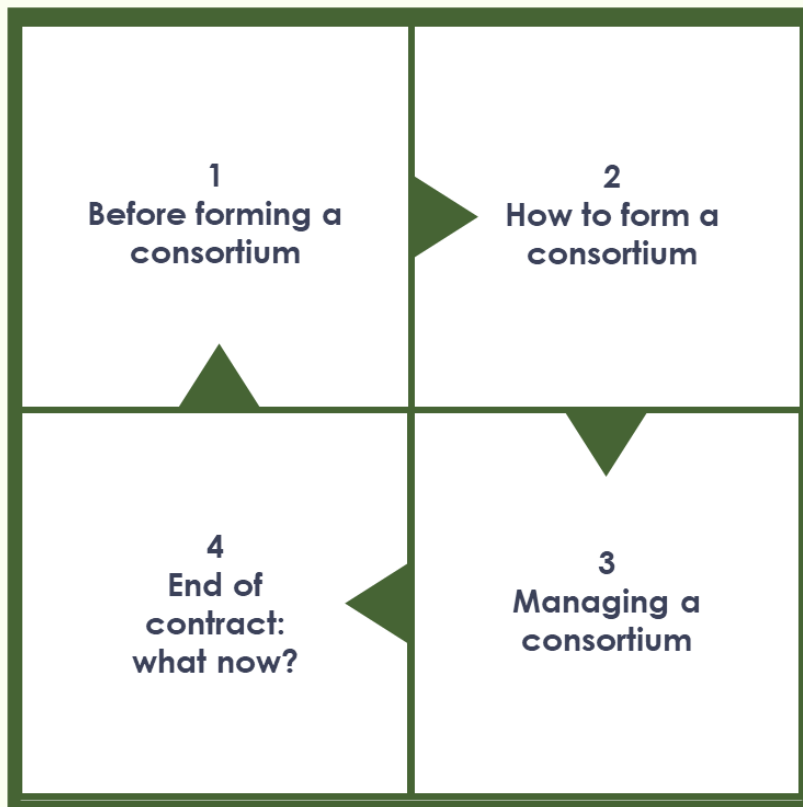 1
Before forming a
consortium
2
How to form a
consortium
3
Managing a
consortium
4
End of
contract:
what now?